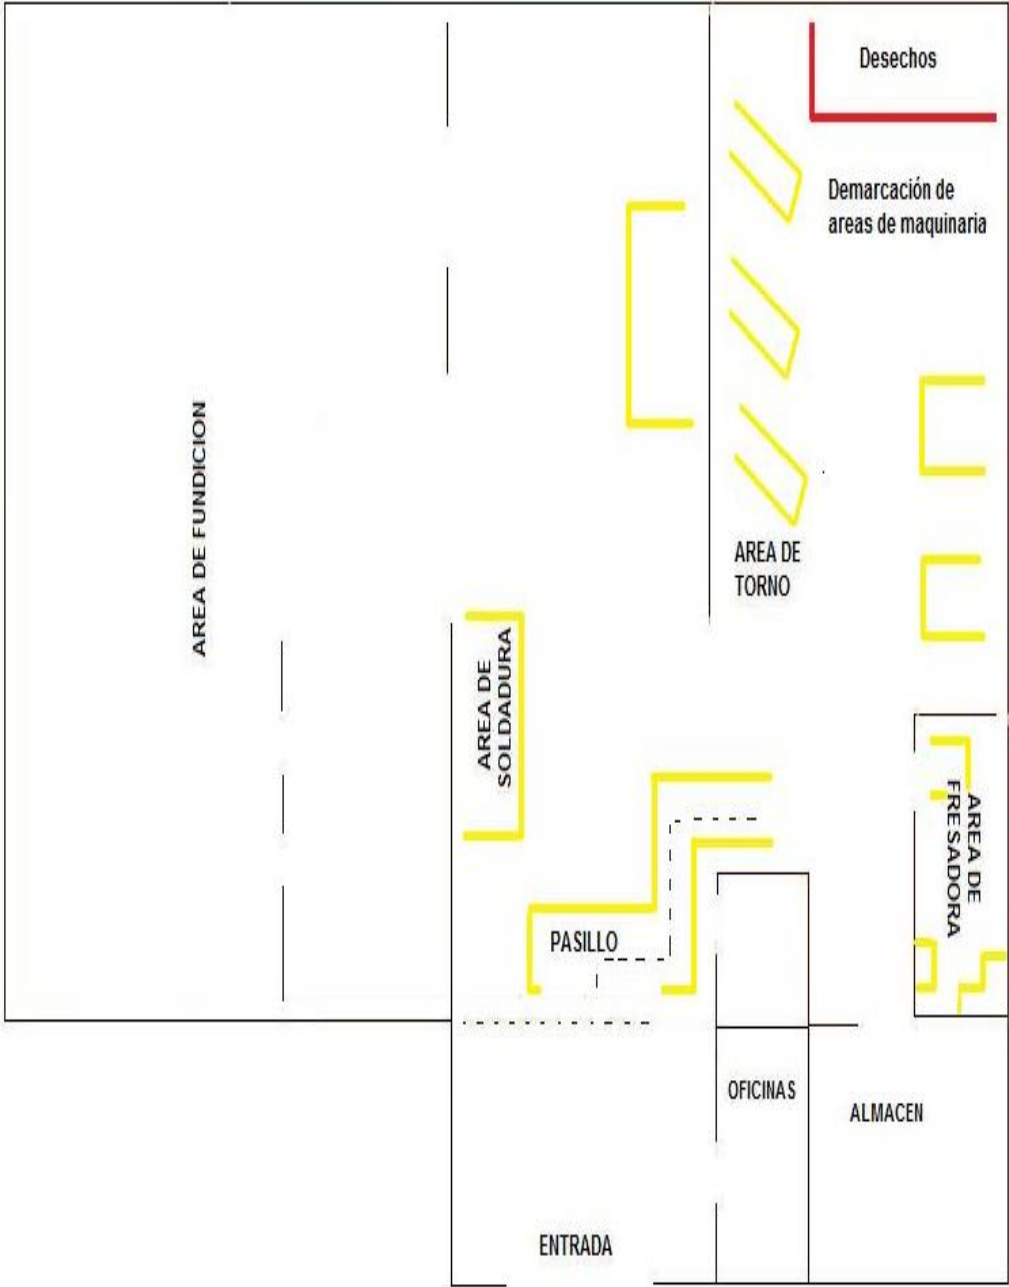 Desechos
Demarcación de
areas de maquinaria
AREA DE FUNDICION
AREA DE
TORNO
AREA DE
SOLDADURA
AREA DE
FRESADORA
PASILLO
OFICINAS
ALMACEN
ENTRADA